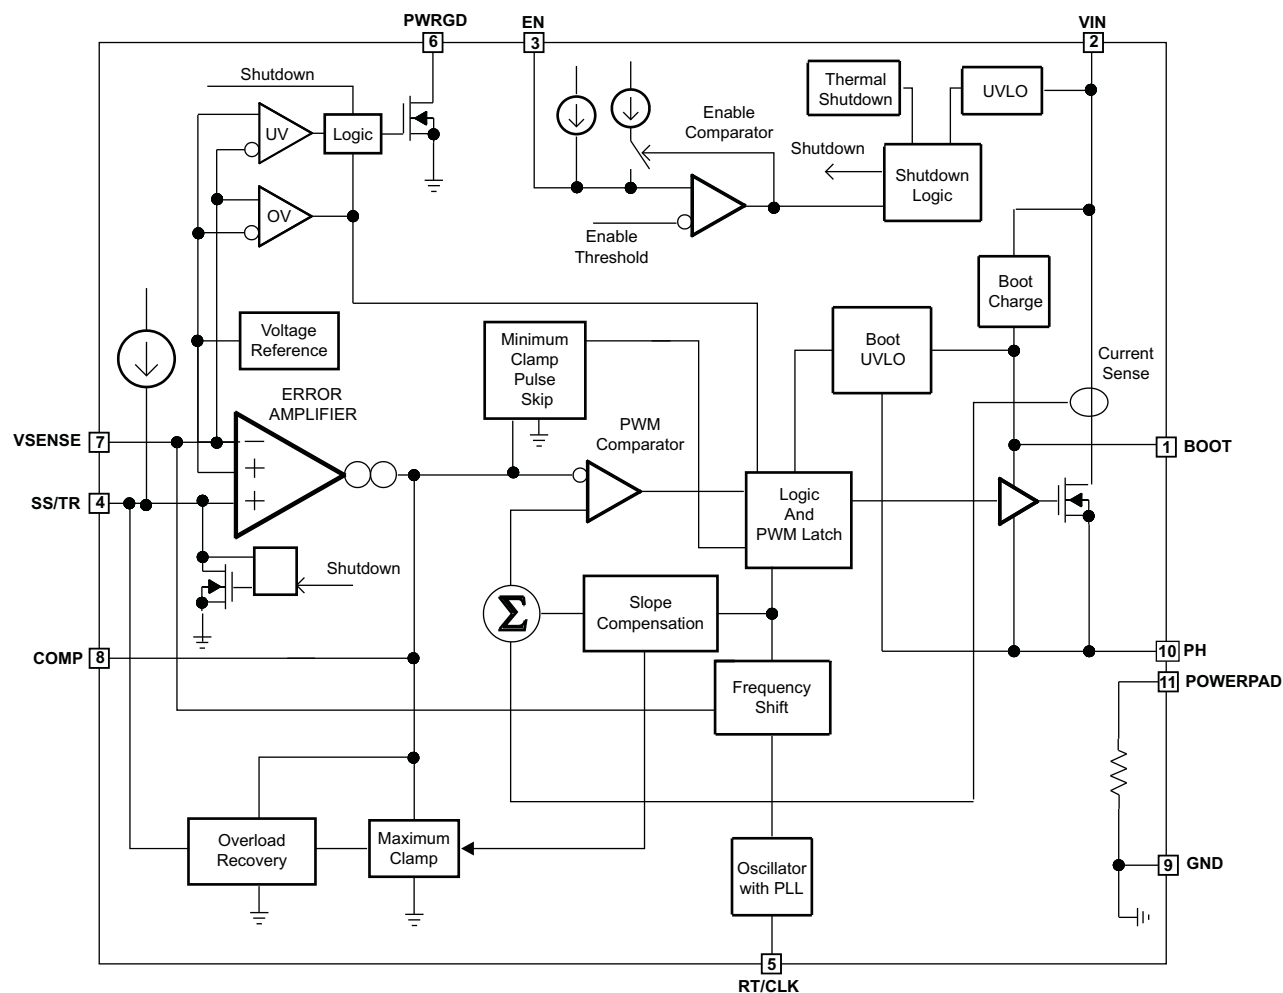 PWRGD
EN
VIN
6
3
2
Shutdown
Thermal
Shutdown
UVLO
Enable
Comparator
UV
Logic
Shutdown
Shutdown
Logic
OV
Enable
Threshold
Boot
Charge
Voltage
Reference
Minimum
Clamp
Pulse
Skip
Boot
UVLO
Current
Sense
ERROR
AMPLIFIER
PWM
Comparator
VSENSE
7
−
1
BOOT
+
SS/TR
4
+
Logic
And
PWM Latch
Shutdown
Σ
Slope
Compensation
COMP
8
10
PH
11
POWERPAD
Frequency
Shift
Overload
Recovery
Maximum
Clamp
Oscillator
with PLL
9
GND
5
RT/CLK